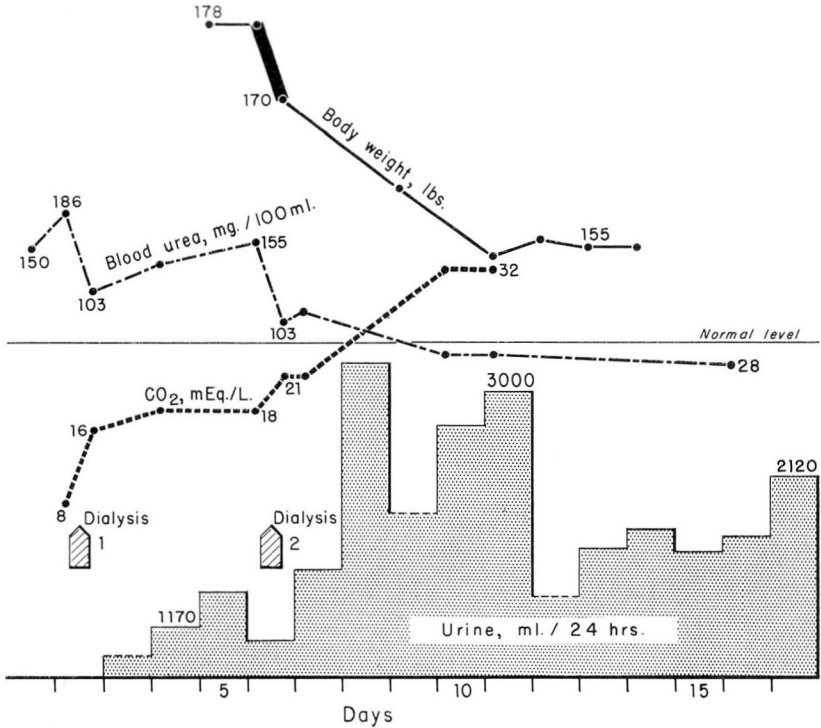 178
170
Body weight, lbs.
186
150
Blood urea, mg./100ml.
103
155
103
155
32
Normal level
28
CO₂, mEq./L.
21
18
16
8
3000
2120
Dialysis
1
Dialysis
2
1170
Urine, ml./ 24 hrs.
5
10
15
Days